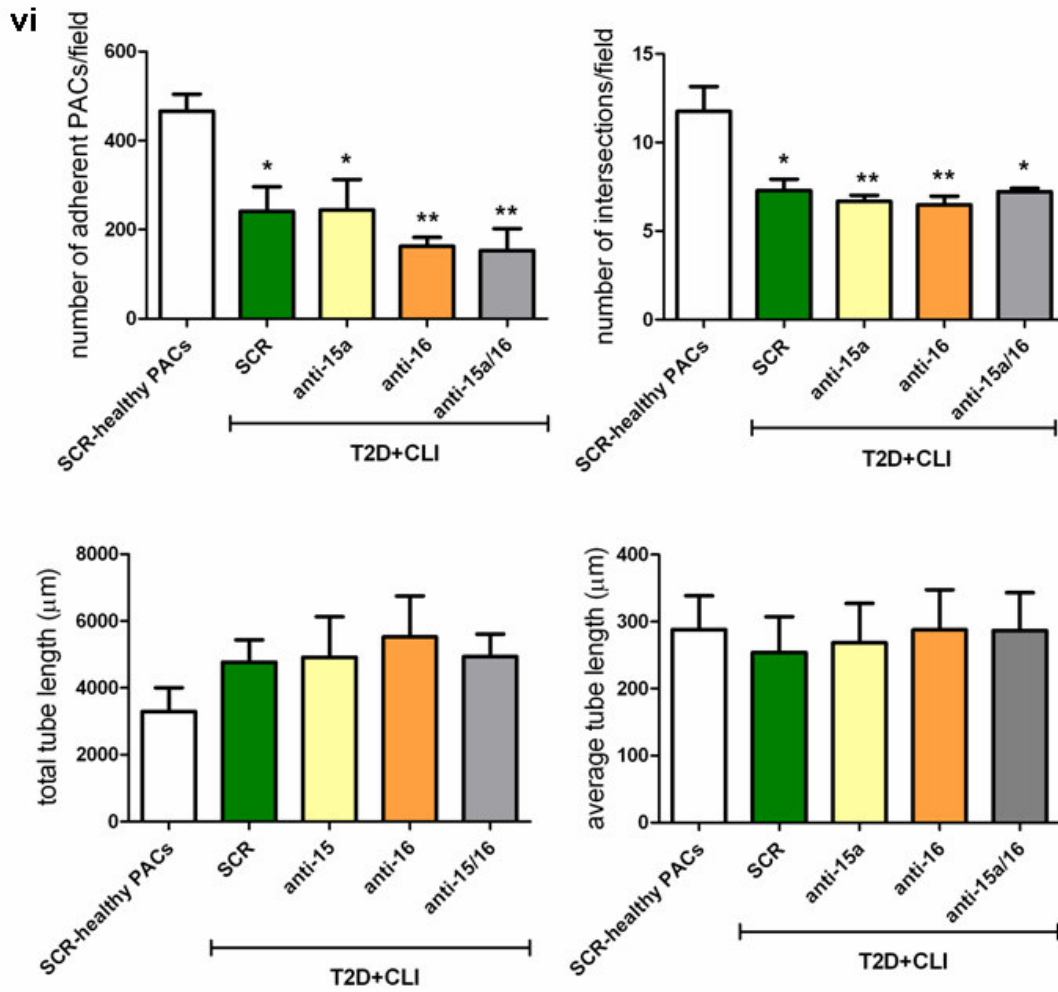 vi
number of adherent PACs/field
600
400
200
0
* * ** **
SCR-healthy PACs
SCR
anti-15a
anti-16
anti-15a/16
T2D+CLI
number of intersections/field
15
10
5
0
* ** ** *
SCR-healthy PACs
SCR
anti-15a
anti-16
anti-15a/16
T2D+CLI
total tube length (μm)
8000
6000
4000
2000
0
SCR-healthy PACs
SCR
anti-15
anti-16
anti-15/16
T2D+CLI
average tube length (μm)
400
300
200
100
0
SCR-healthy PACs
SCR
anti-15a
anti-16
anti-15a/16
T2D+CLI